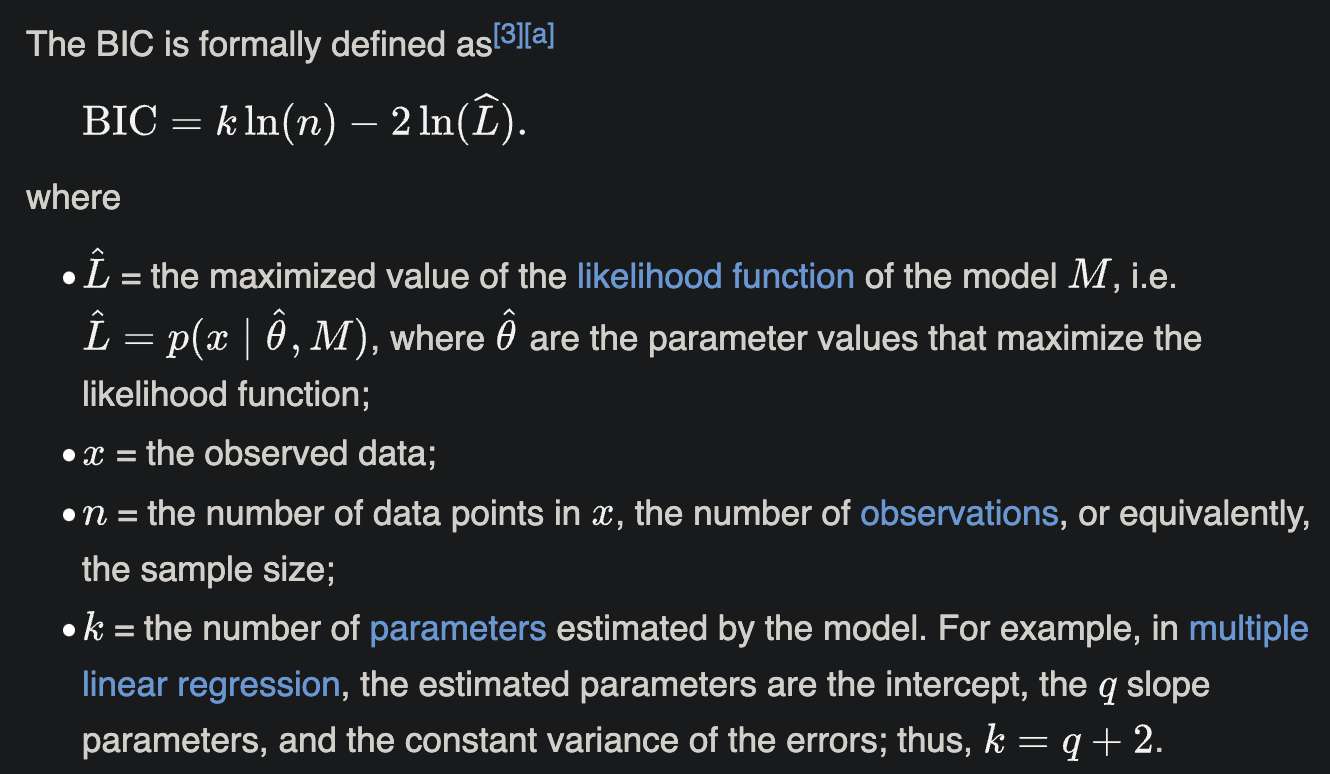 The BIC is formally defined as[3][a]
BIC = k ln(n) − 2 ln(L̂).
where
• L̂ = the maximized value of the likelihood function of the model M, i.e.
L̂ = p(x | θ̂, M), where θ̂ are the parameter values that maximize the
likelihood function;
• x = the observed data;
• n = the number of data points in x, the number of observations, or equivalently,
the sample size;
• k = the number of parameters estimated by the model. For example, in multiple
linear regression, the estimated parameters are the intercept, the q slope
parameters, and the constant variance of the errors; thus, k = q + 2.